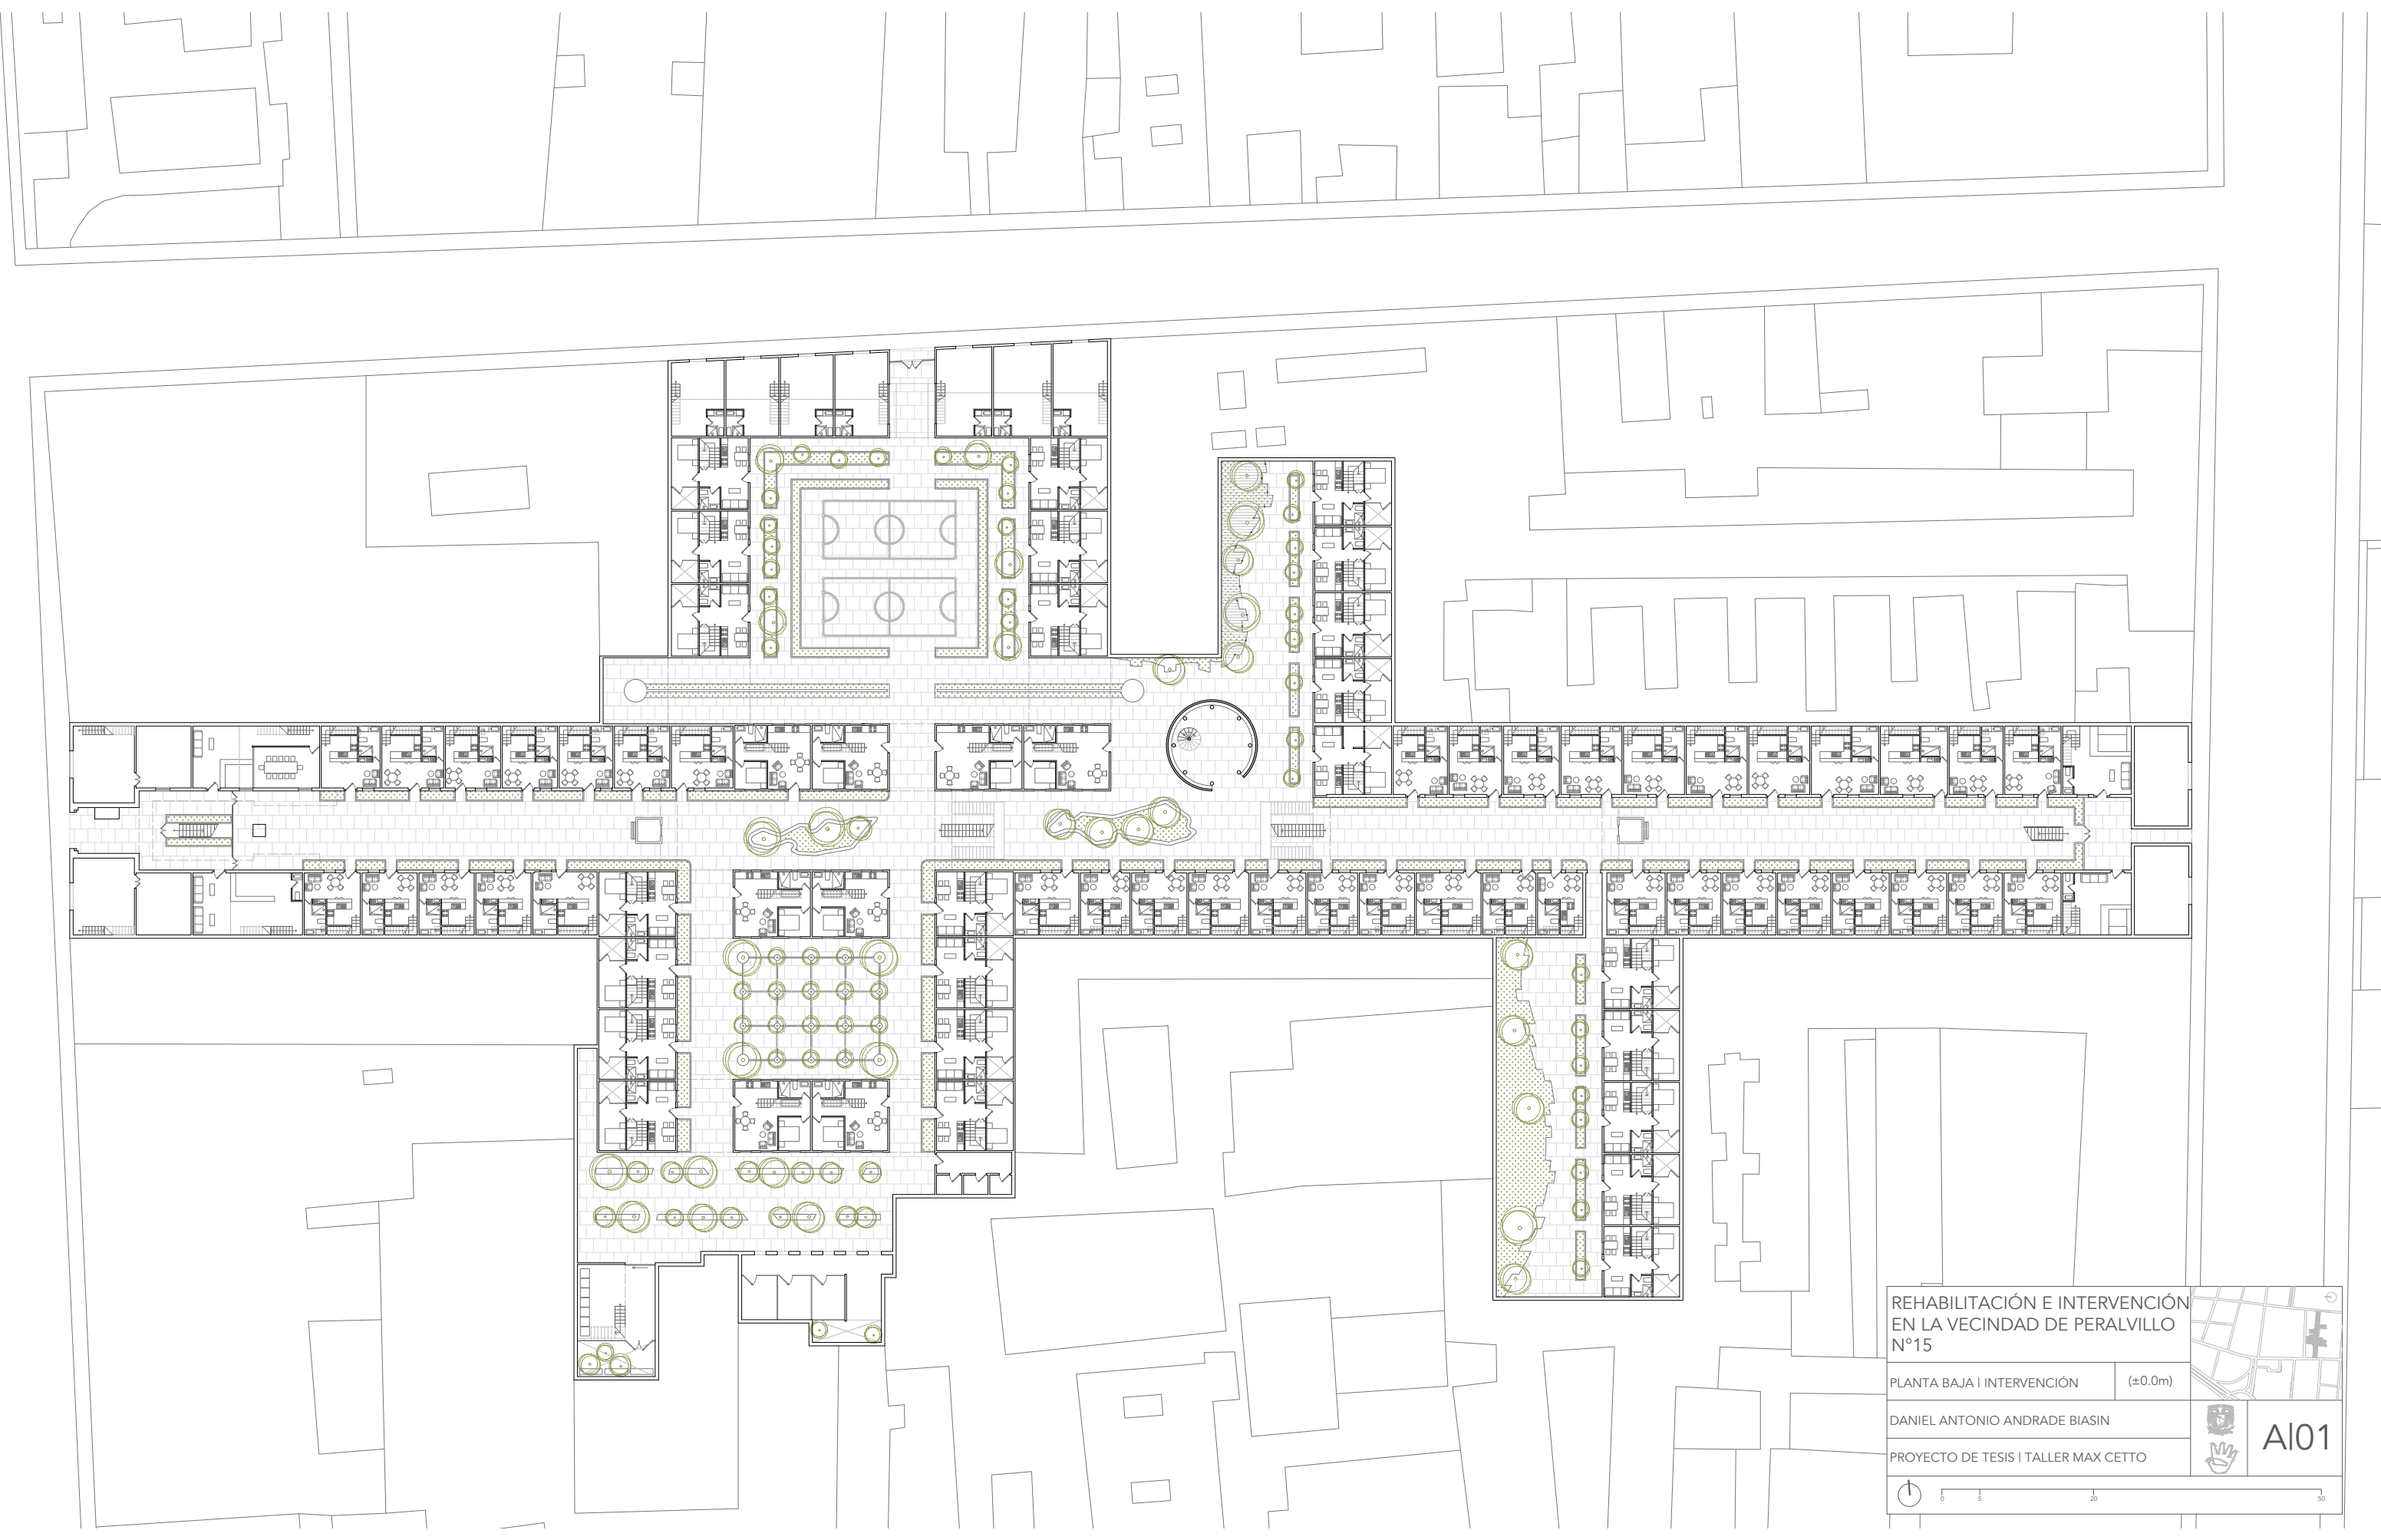 REHABILITACIÓN E INTERVENCIÓN
EN LA VECINDAD DE PERALVILLO
N°15
PLANTA BAJA | INTERVENCIÓN
(±0.0m)
DANIEL ANTONIO ANDRADE BIASIN
A|01
PROYECTO DE TESIS | TALLER MAX CETTO
0 5 20 50